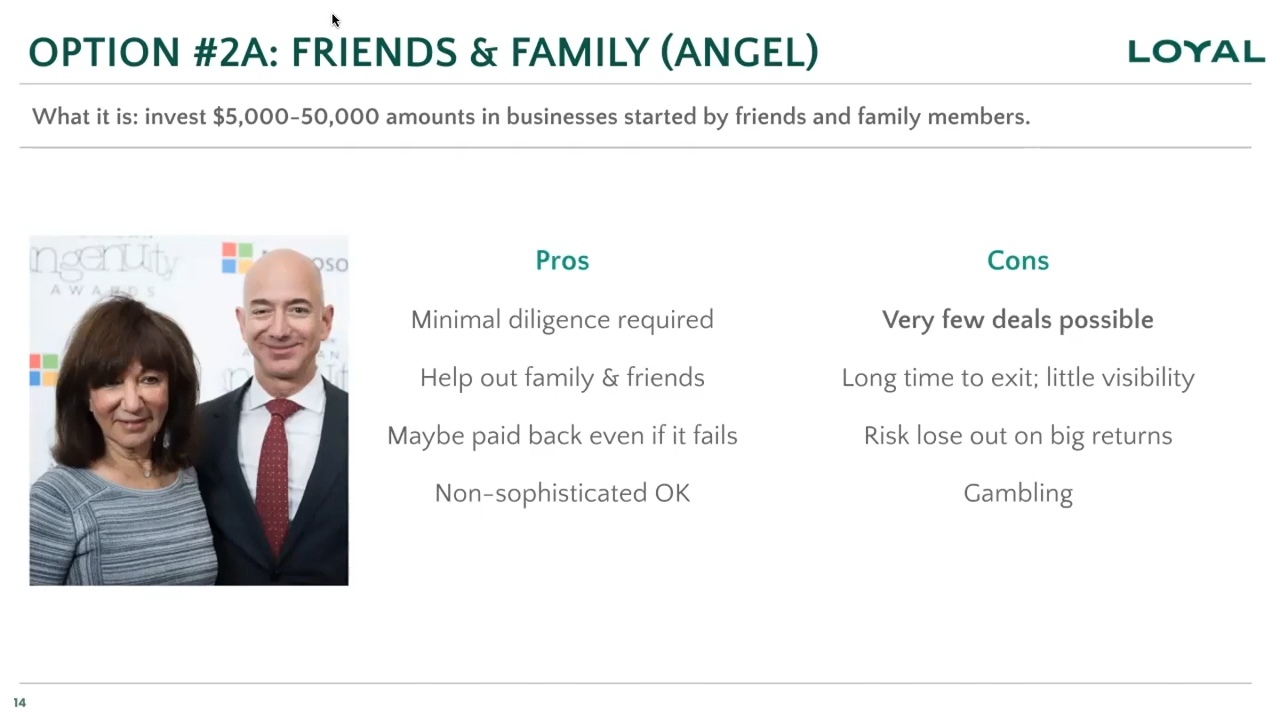 OPTION #2A: FRIENDS & FAMILY (ANGEL)
LOYAL
What it is: invest $5,000-50,000 amounts in businesses started by friends and family members.
ngenuity
AWARDS
Pros
Minimal diligence required
Help out family & friends
Maybe paid back even if it fails
Non-sophisticated OK
Cons
Very few deals possible
Long time to exit; little visibility
Risk lose out on big returns
Gambling
14